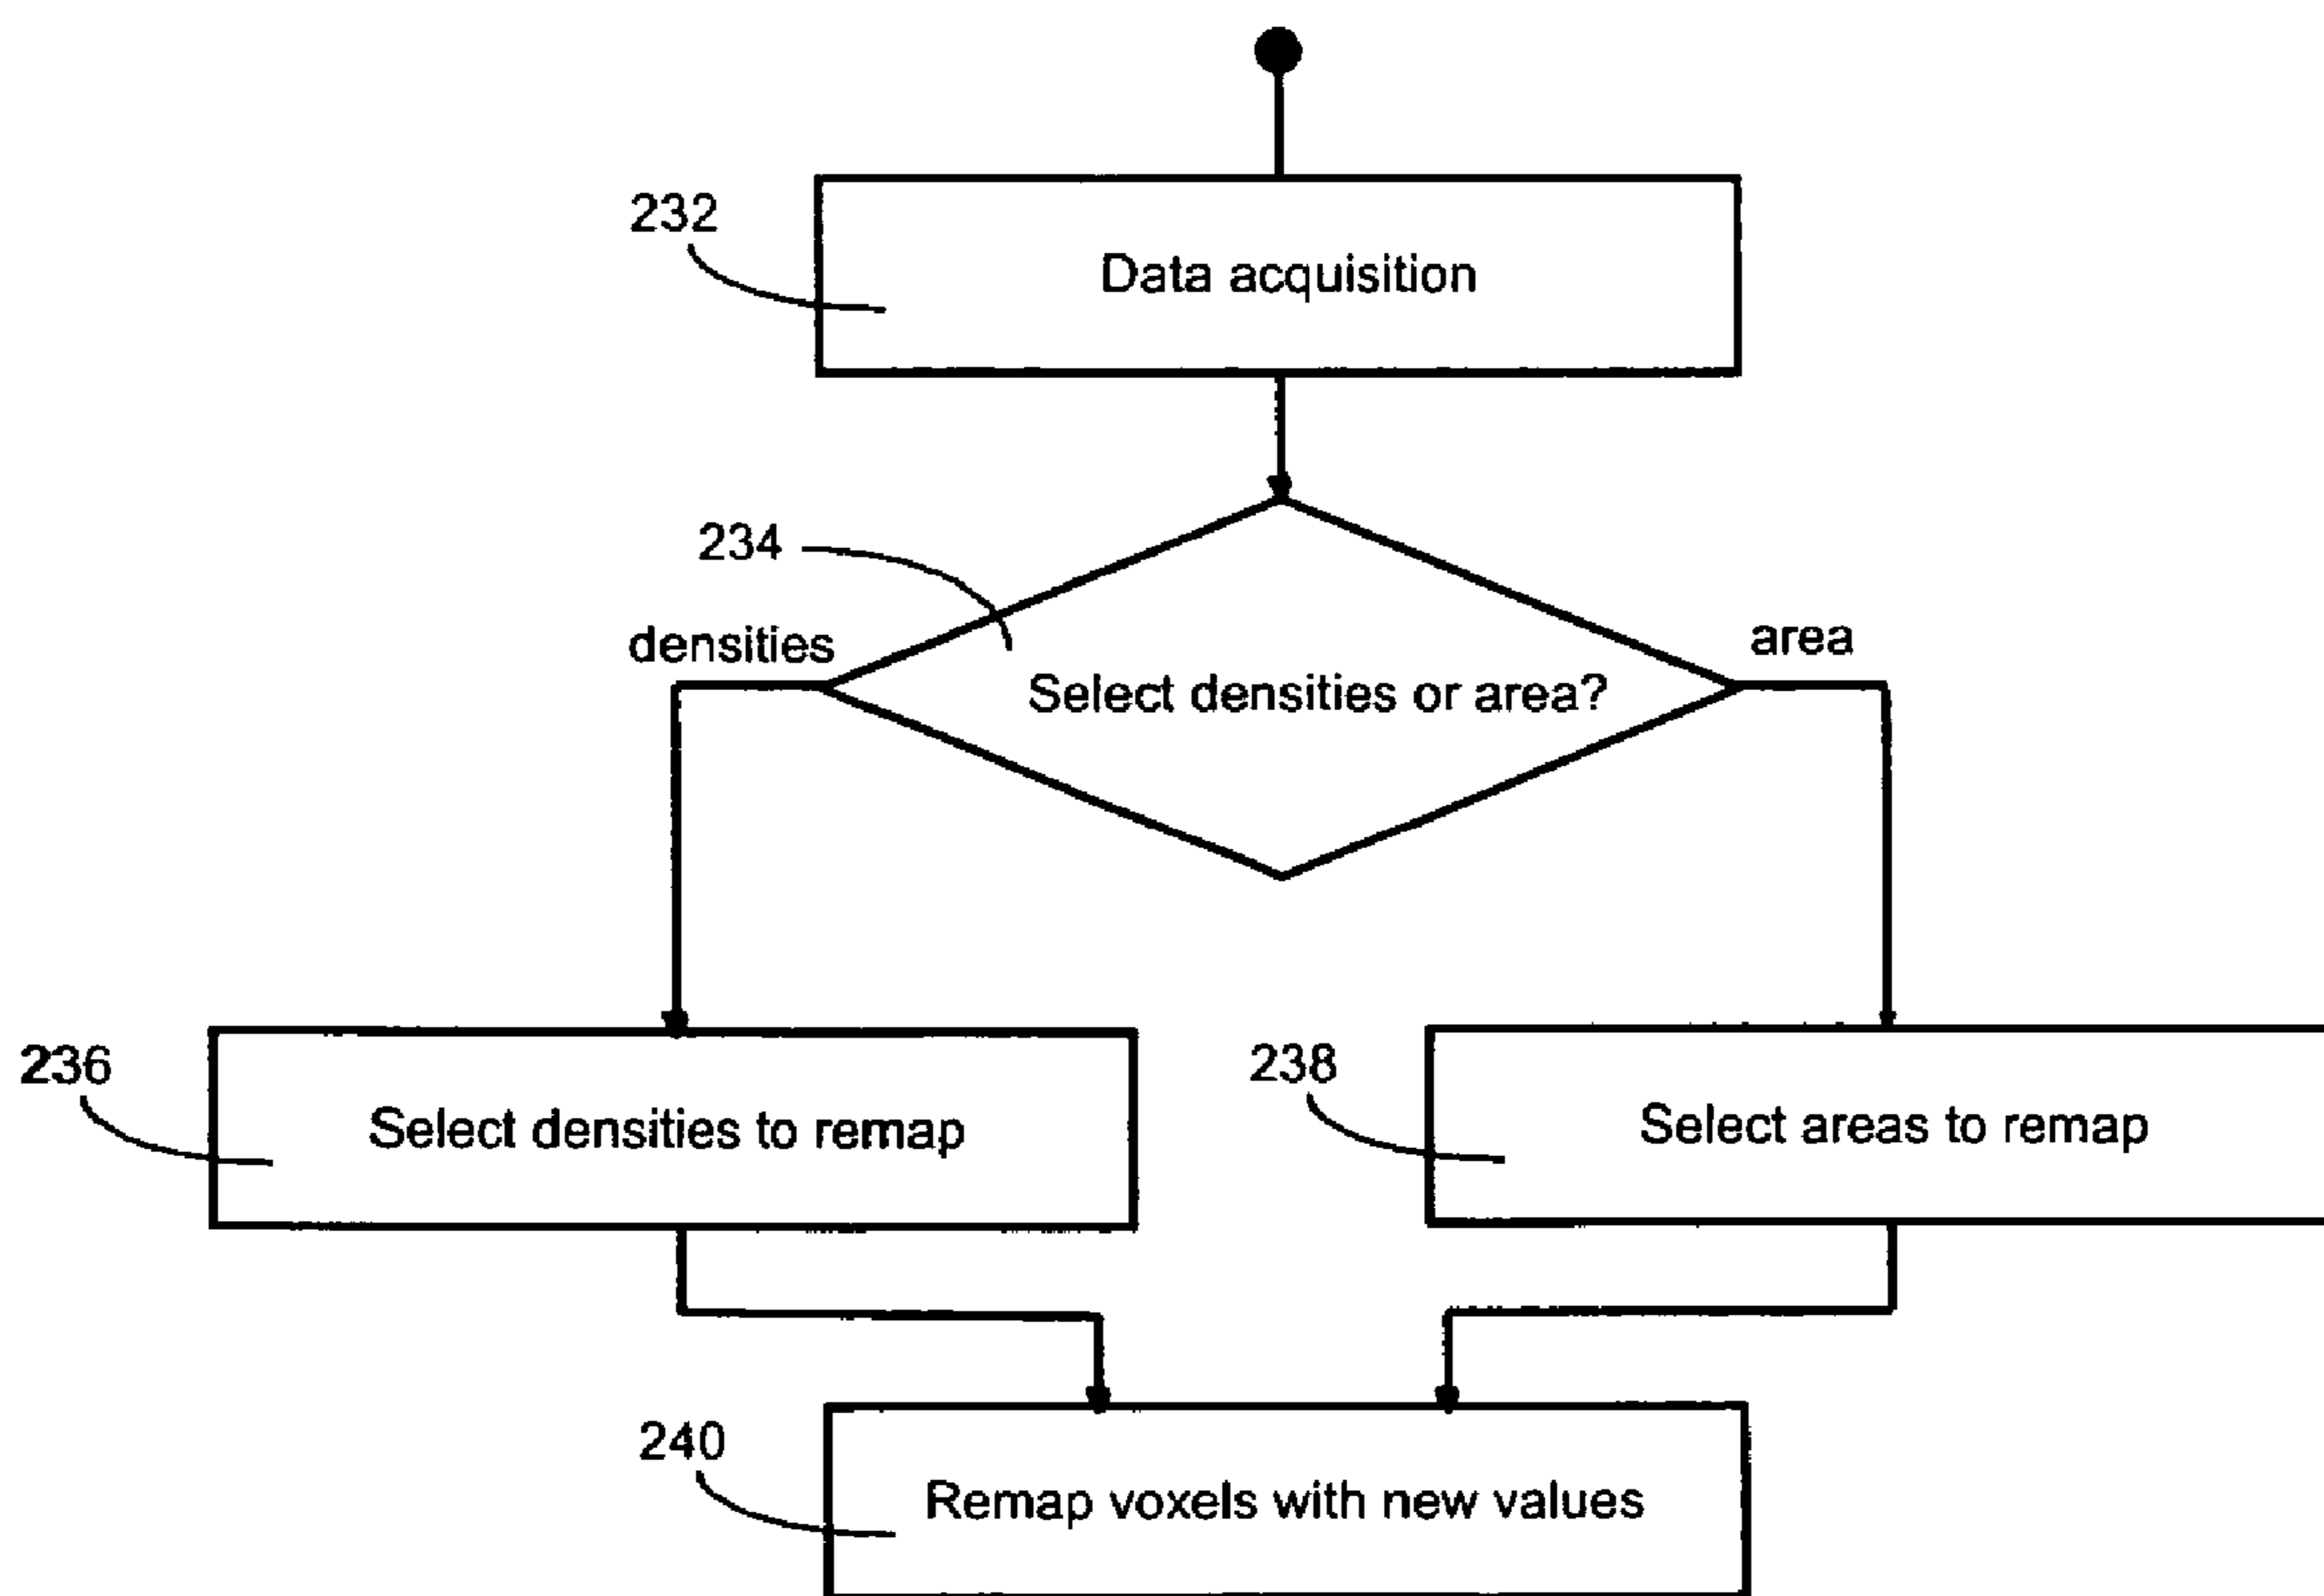 232
Data acquisition
234
densities
area
Select densities or area?
236
Select densities to remap
238
Select areas to remap
240
Remap voxels with new values